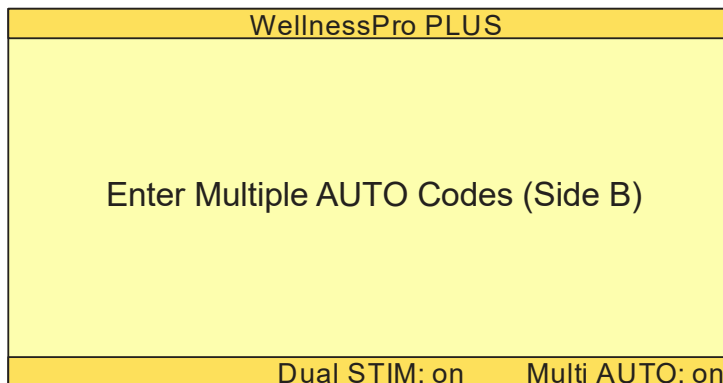 WellnessPro PLUS
Enter Multiple AUTO Codes (Side B)
Dual STIM: on Multi AUTO: on